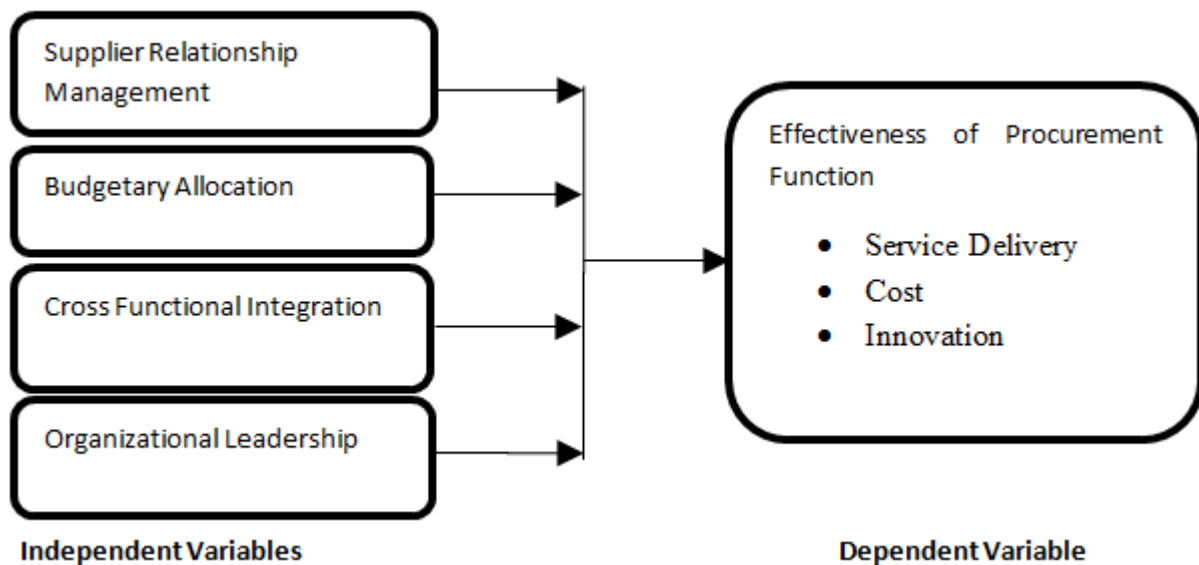 Supplier Relationship
Management
Budgetary Allocation
Cross Functional Integration
Organizational Leadership
Independent Variables
Effectiveness of Procurement
Function
• Service Delivery
• Cost
• Innovation
Dependent Variable